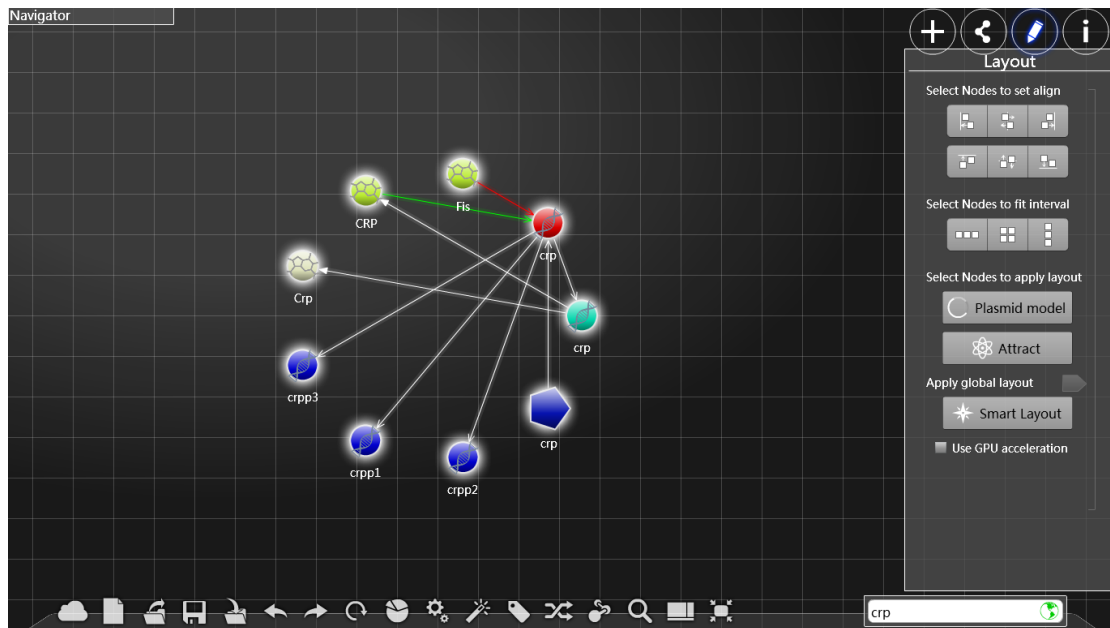 Navigator
Layout
Select Nodes to set align
Fis
CRP
crp
Select Nodes to fit interval
Crp
Select Nodes to apply layout
Plasmid model
crp
Attract
crpp3
Apply global layout
Smart Layout
crp
Use GPU acceleration
crpp1
crpp2
crp